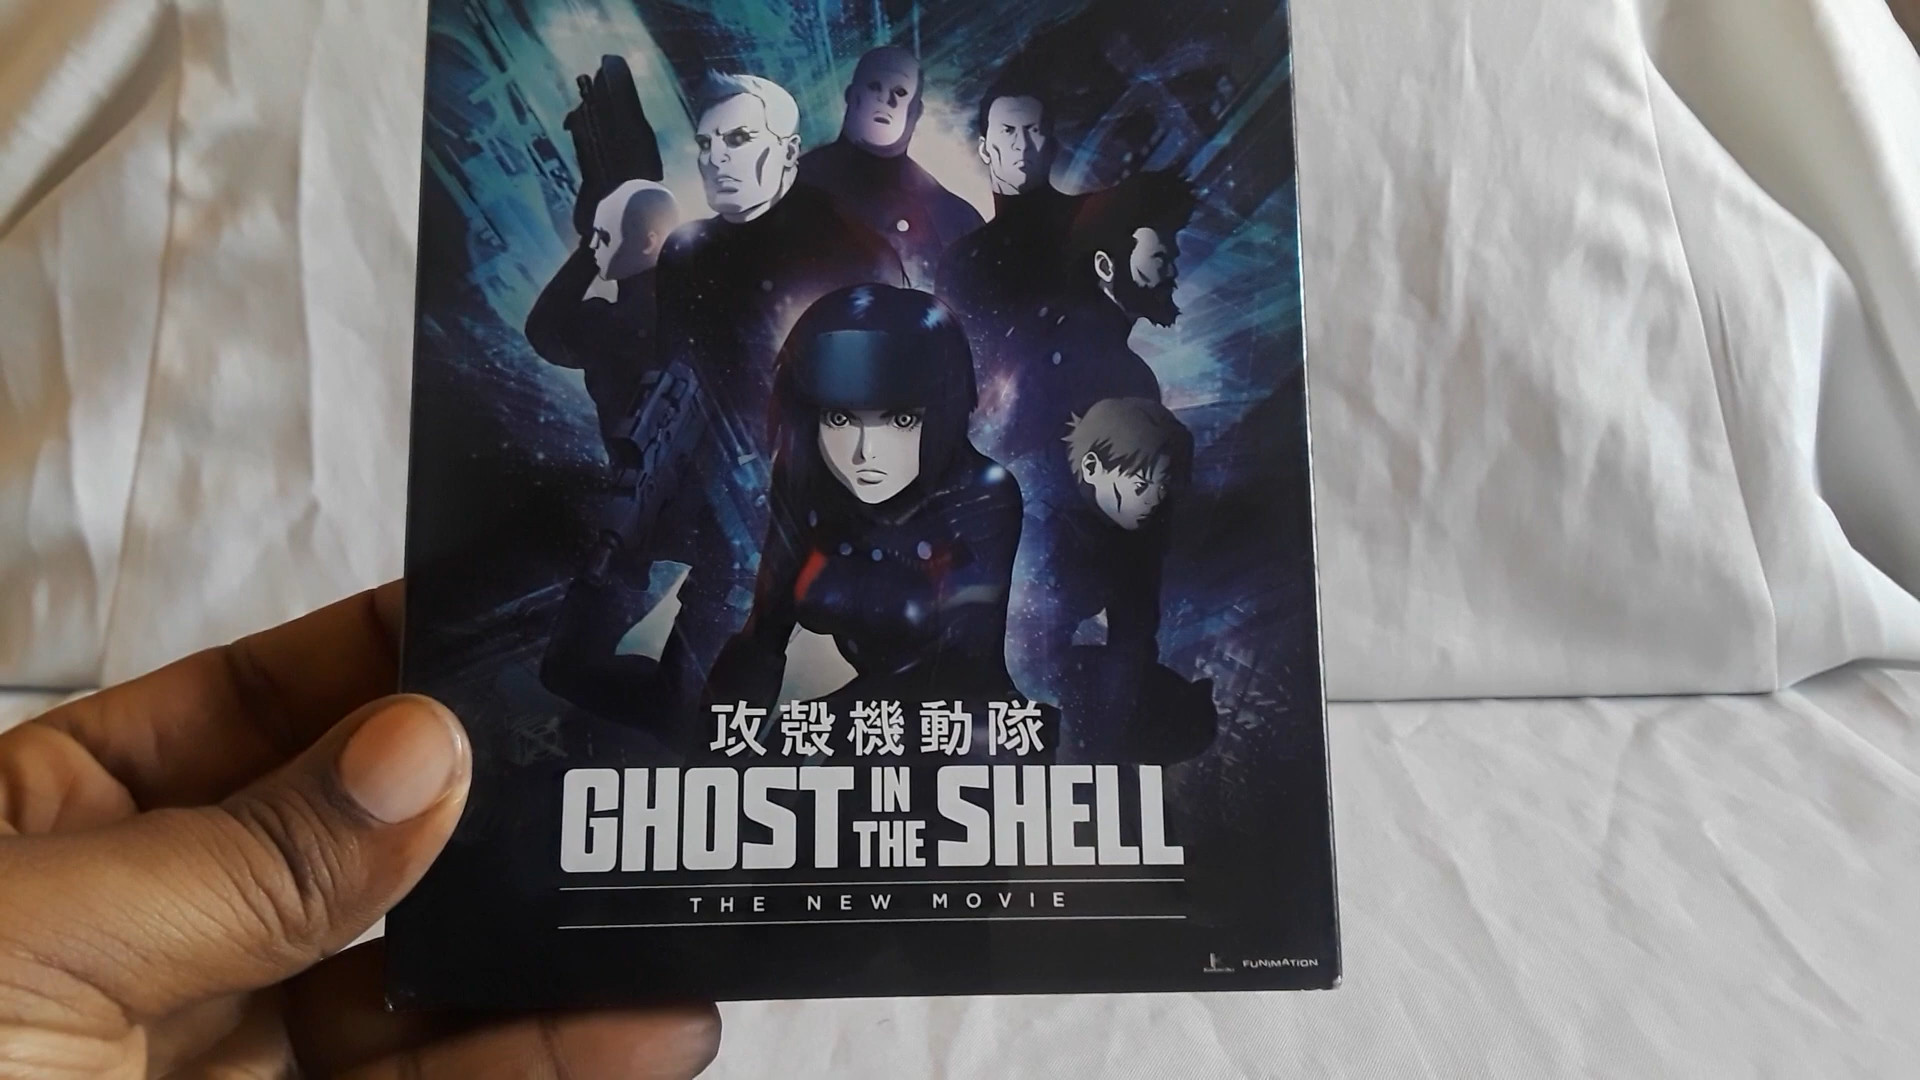 攻殻機動隊
GHOST IN THE SHELL
THE NEW MOVIE
FUNIMATION